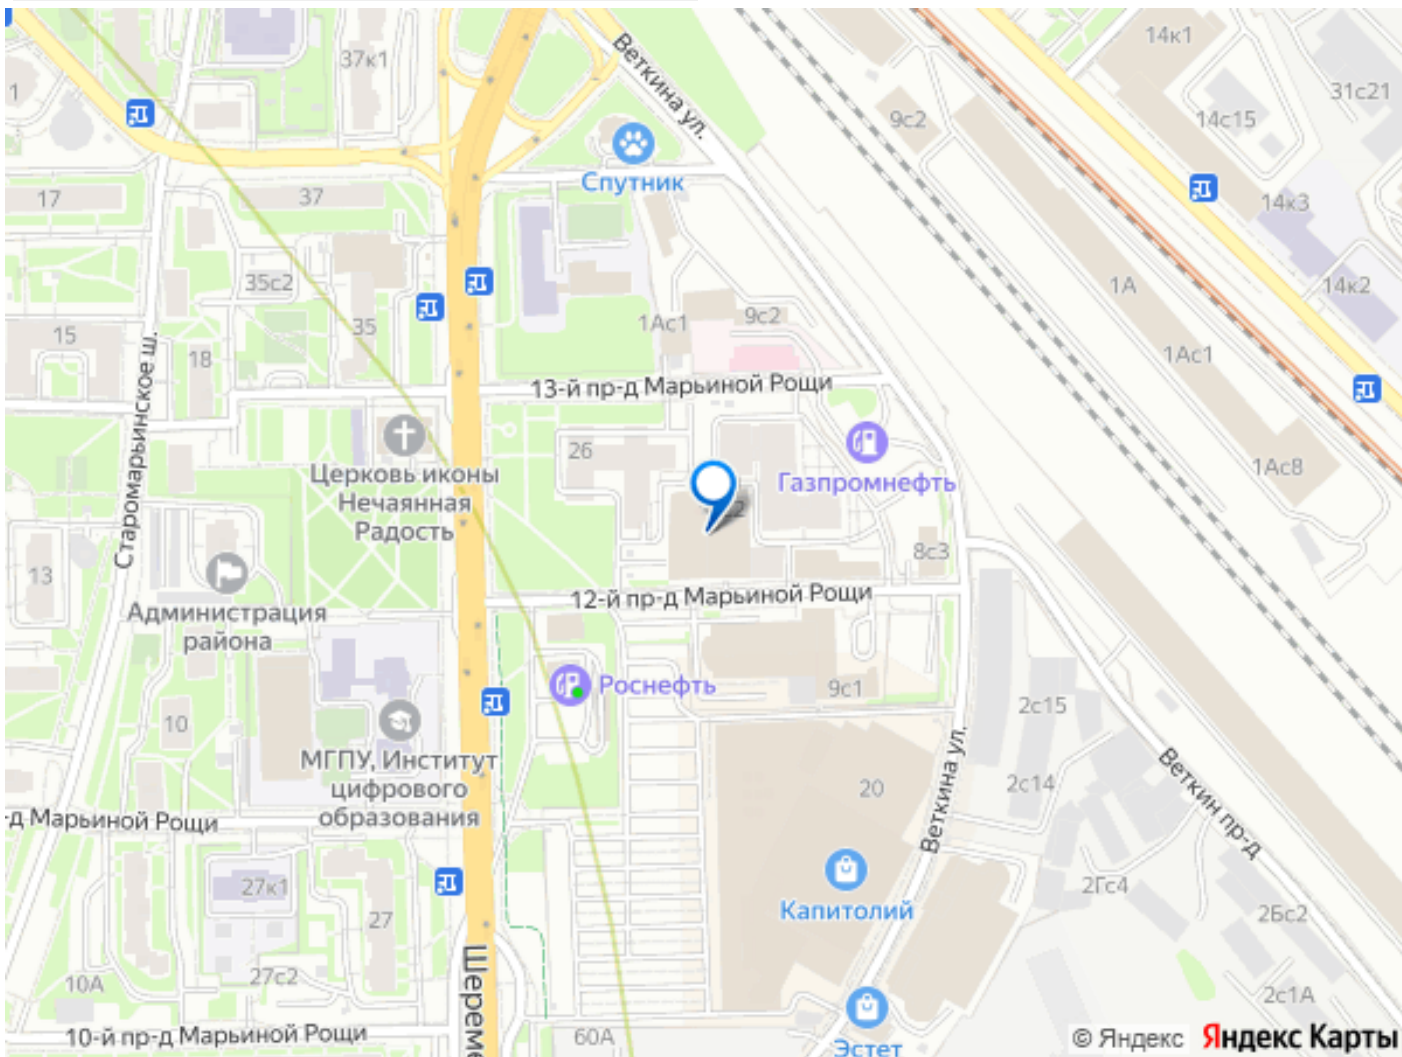 14к1
37к1
Веткина ул.
1
31с21
9с2
14с15
Спутник
17
37
14к3
35с2
1А
14к2
15
35
1Ас1
9с2
18
1Ас1
13-й пр-д Марьиной Рощи
Старомарьинское ш.
26
Церковь иконы
Нечаянная
Радость
Газпромнефть
1Ас8
8с3
13
Администрация
района
12-й пр-д Марьиной Рощи
Роснефть
9с1
10
2с15
МГПУ, Институт
цифрового
образования
20
2с14
Веткина ул.
Веткин пр-д
-д Марьиной Рощи
27к1
27
Капитолий
2Гс4
2Бс2
10А
27с2
Шереме
2с1А
10-й пр-д Марьиной Рощи
60А
Эстет
© Яндекс Яндекс Карты